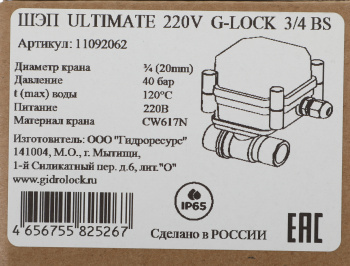 ШЭП ULTIMATE 220V G-LOCK 3/4 BS
Артикул: 11092062
Диаметр крана ¾ (20mm)
Давление 40 бар
t (max) воды 120°C
Питание 220В
Материал крана CW617N
Изготовитель: ООО "Гидроресурс"
141004, М.О., г. Мытищи,
1-й Силикатный пер. д.6, лит."О"
www.gidrolock.ru
IP65
EAC
4 656755 825267
Сделано в РОССИИ